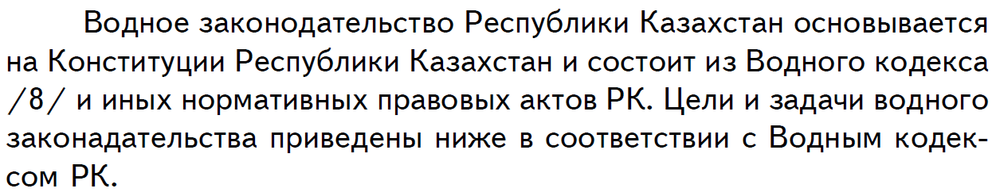 Водное законодательство Республики Казахстан основывается
на Конституции Республики Казахстан и состоит из Водного кодекса
/8/ и иных нормативных правовых актов РК. Цели и задачи водного
законадательства приведены ниже в соответствии с Водным кодек-
сом РК.